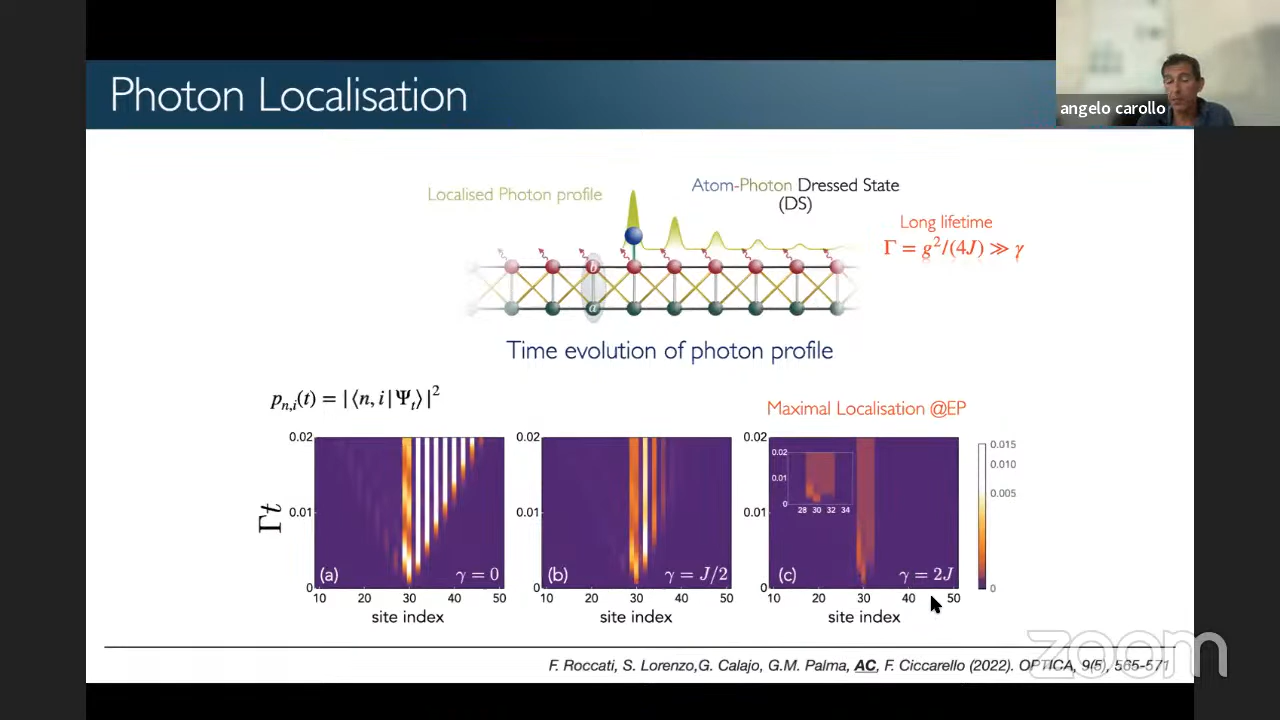 Photon Localisation
angelo carollo
Localised Photon profile
Atom-Photon Dressed State
(DS)
Long lifetime
Γ = g²/(4J) ≫ γ
b
a
Time evolution of photon profile
pₙ,ᵢ(t) = |⟨n, i|Ψₜ⟩|²
Maximal Localisation @EP
Γt
0.02
0.01
0
(a)
γ = 0
10 20 30 40 50
site index
0.02
0.01
0
(b)
γ = J/2
10 20 30 40 50
site index
0.02
0.01
0
0.02
0.01
0
28 30 32 34
(c)
γ = 2J
10 20 30 40 50
site index
0.015
0.010
0.005
0
zoom
F. Roccati, S. Lorenzo,G. Calajo, G.M. Palma, AC, F. Ciccarello (2022). OPTICA, 9(5), 565-571